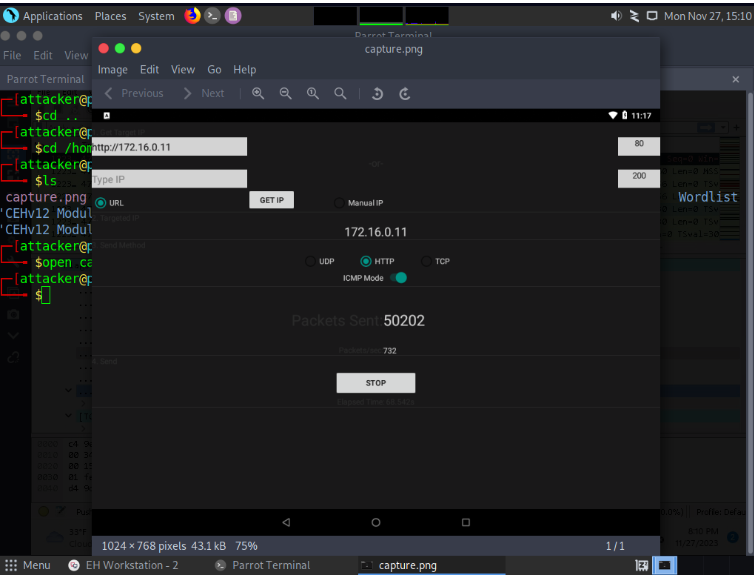 Applications Places System Mon Nov 27, 15:10
Parrot Terminal
capture.png
File Edit View
Image Edit View Go Help
Parrot Terminal
Previous Next
[attacker@p
$cd ..
[attacker@p
$cd /hom
[attacker@p
$ls
capture.png Wordlist
'CEHv12 Modul
'CEHv12 Modul
[attacker@p
$open ca
[attacker@p
$
11:17
1. Get Target IP
http://172.16.0.11 80
-or-
Type IP 200
URL GET IP Manual IP
Targeted IP
172.16.0.11
Send Method
UDP HTTP TCP
ICMP Mode
Packets Sent 50202
Packets/sec 732
4. Send
STOP
1024 × 768 pixels 43.1 kB 75% 1/1
Menu EH Workstation - 2 Parrot Terminal capture.png